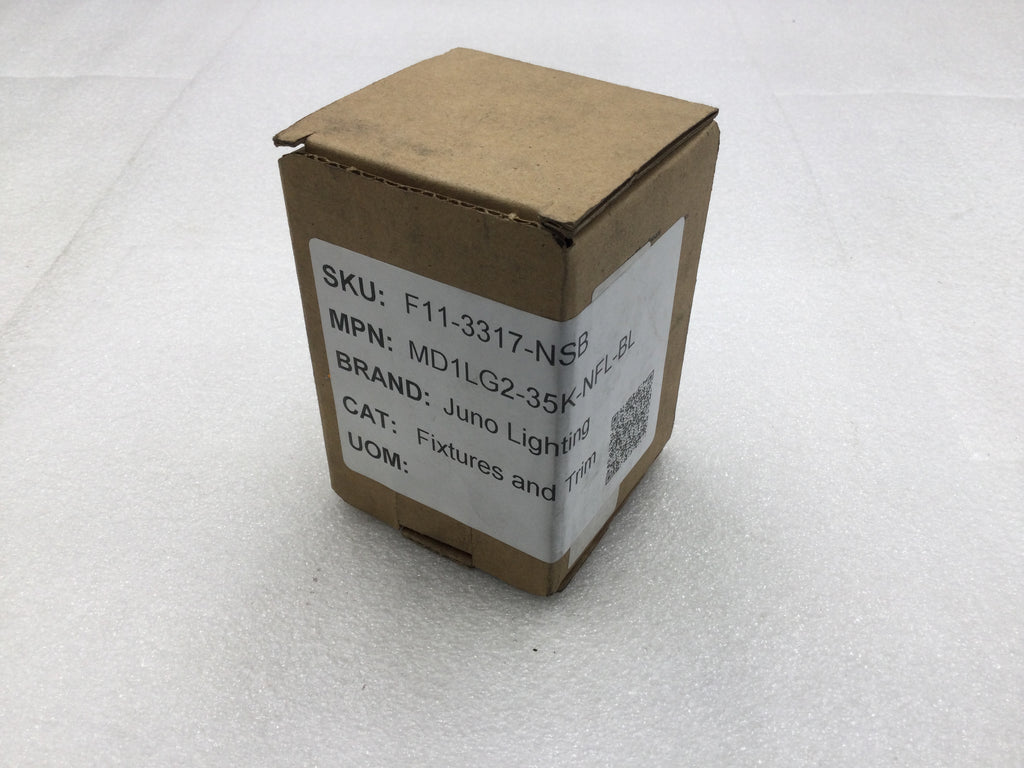 SKU: F11-3317-NSB
MPN: MD1LG2-35K-NFL-BL
BRAND: Juno Lighting
CAT: Fixtures and Trim
UOM: